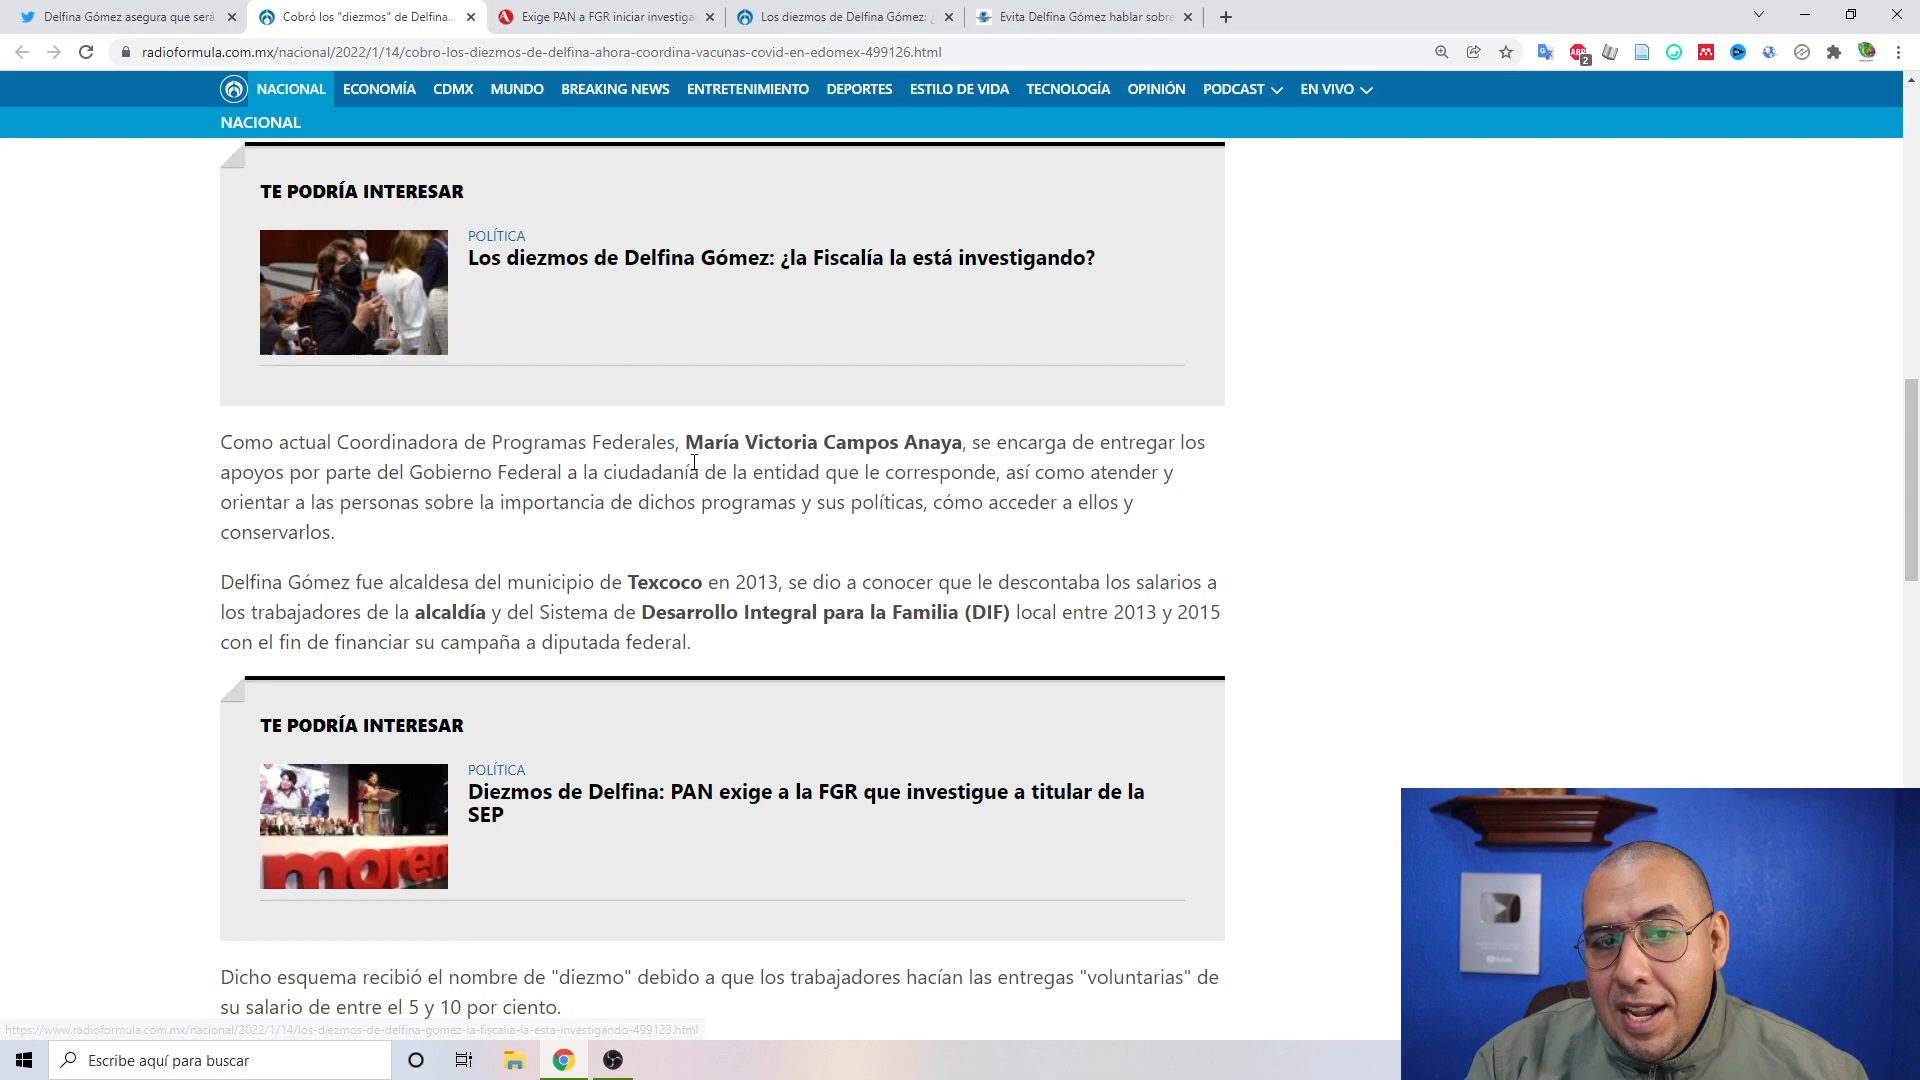 Delfina Gómez asegura que será
Cobró los "diezmos" de Delfina...
Exige PAN a FGR iniciar investiga
Los diezmos de Delfina Gómez: ¿
Evita Delfina Gómez hablar sobre
radioformula.com.mx/nacional/2022/1/14/cobro-los-diezmos-de-delfina-ahora-coordina-vacunas-covid-en-edomex-499126.html
ABP
2
NACIONAL ECONOMÍA CDMX MUNDO BREAKING NEWS ENTRETENIMIENTO DEPORTES ESTILO DE VIDA TECNOLOGÍA OPINIÓN PODCAST EN VIVO
NACIONAL
TE PODRÍA INTERESAR
POLÍTICA
Los diezmos de Delfina Gómez: ¿la Fiscalía la está investigando?
Como actual Coordinadora de Programas Federales, María Victoria Campos Anaya, se encarga de entregar los
apoyos por parte del Gobierno Federal a la ciudadanía de la entidad que le corresponde, así como atender y
orientar a las personas sobre la importancia de dichos programas y sus políticas, cómo acceder a ellos y
conservarlos.
Delfina Gómez fue alcaldesa del municipio de Texcoco en 2013, se dio a conocer que le descontaba los salarios a
los trabajadores de la alcaldía y del Sistema de Desarrollo Integral para la Familia (DIF) local entre 2013 y 2015
con el fin de financiar su campaña a diputada federal.
TE PODRÍA INTERESAR
POLÍTICA
Diezmos de Delfina: PAN exige a la FGR que investigue a titular de la
SEP
moren
Dicho esquema recibió el nombre de "diezmo" debido a que los trabajadores hacían las entregas "voluntarias" de
su salario de entre el 5 y 10 por ciento.
https://www.radioformula.com.mx/nacional/2022/1/14/los-diezmos-de-delfina-gomez-la-fiscalia-la-esta-investigando-499123.html
Escribe aquí para buscar